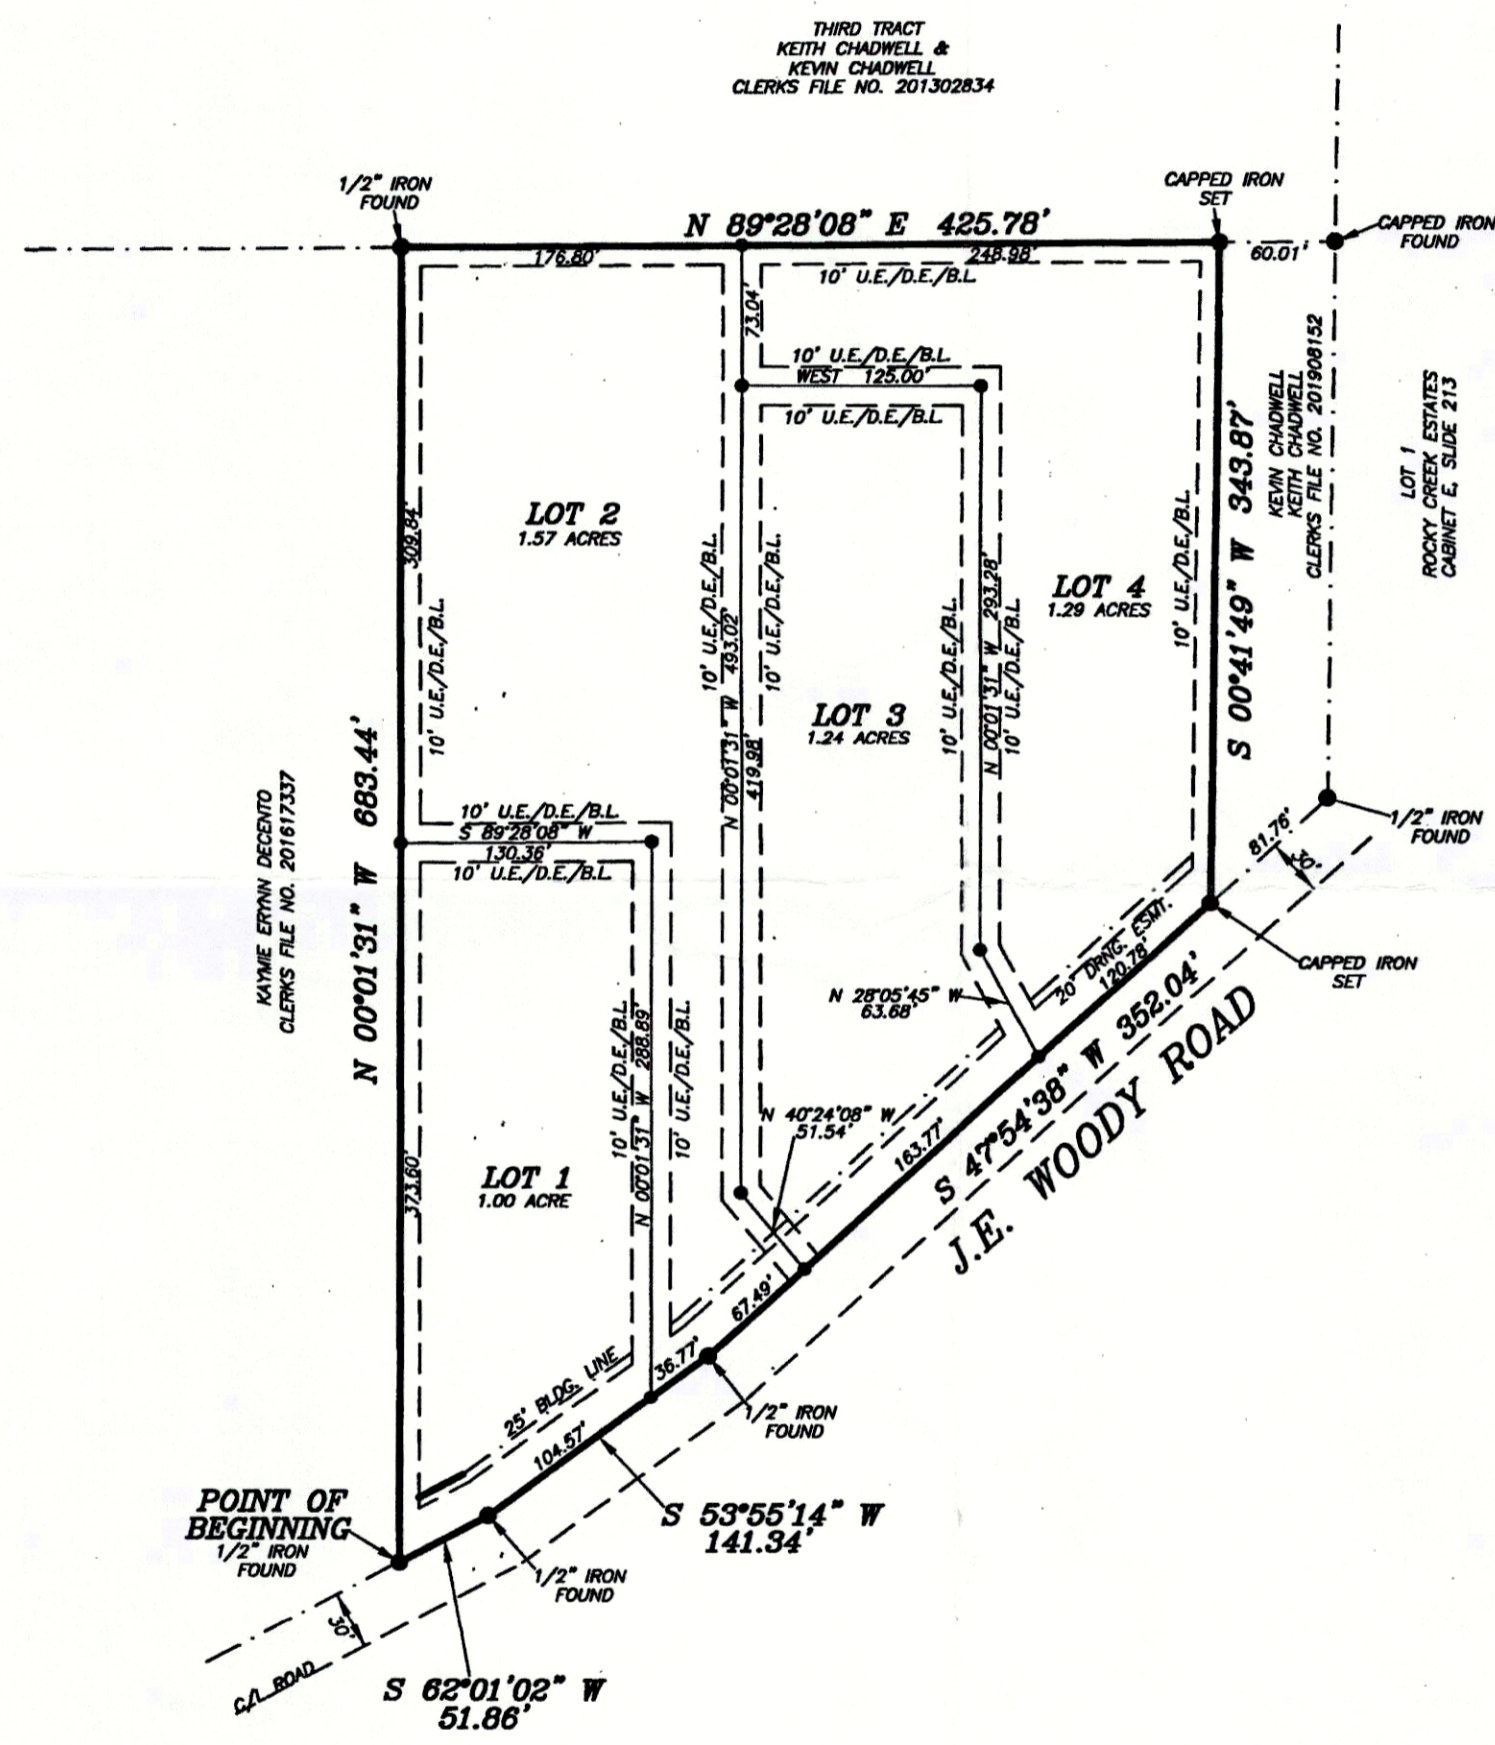 THIRD TRACT
KEITH CHADWELL &
KEVIN CHADWELL
CLERKS FILE NO. 201302834
1/2" IRON
FOUND
CAPPED IRON
SET
CAPPED IRON
FOUND
N 89°28'08" E 425.78'
176.80'
248.98'
60.01'
10' U.E./D.E./B.L.
73.04'
10' U.E./D.E./B.L.
WEST 125.00'
10' U.E./D.E./B.L.
LOT 2
1.57 ACRES
309.84'
10' U.E./D.E./B.L.
10' U.E./D.E./B.L.
N 00°01'31" W 493.02'
419.98'
10' U.E./D.E./B.L.
LOT 3
1.24 ACRES
10' U.E./D.E./B.L.
N 00°01'31" W 293.28'
10' U.E./D.E./B.L.
LOT 4
1.29 ACRES
10' U.E./D.E./B.L.
S 00°41'49" W 343.87'
KEVIN CHADWELL
KEITH CHADWELL
CLERKS FILE NO. 201908152
LOT 1
ROCKY CREEK ESTATES
CABINET E, SLIDE 213
N 00°01'31" W 683.44'
KAYMIE ERYNN DECENTO
CLERKS FILE NO. 201617337
10' U.E./D.E./B.L.
S 89°28'08" W
130.36'
10' U.E./D.E./B.L.
81.76'
30'
1/2" IRON
FOUND
20' DRNG. ESMT.
120.78'
CAPPED IRON
SET
N 28°05'45" W
63.68'
S 47°54'38" W 352.04'
J.E. WOODY ROAD
10' U.E./D.E./B.L.
N 00°01'31" W 288.89'
10' U.E./D.E./B.L.
N 40°24'08" W
51.54'
163.77'
373.60'
LOT 1
1.00 ACRE
67.49'
36.77'
25' BLDG. LINE
104.57'
1/2" IRON
FOUND
S 53°55'14" W
141.34'
POINT OF
BEGINNING
1/2" IRON
FOUND
1/2" IRON
FOUND
30'
C/L ROAD
S 62°01'02" W
51.86'